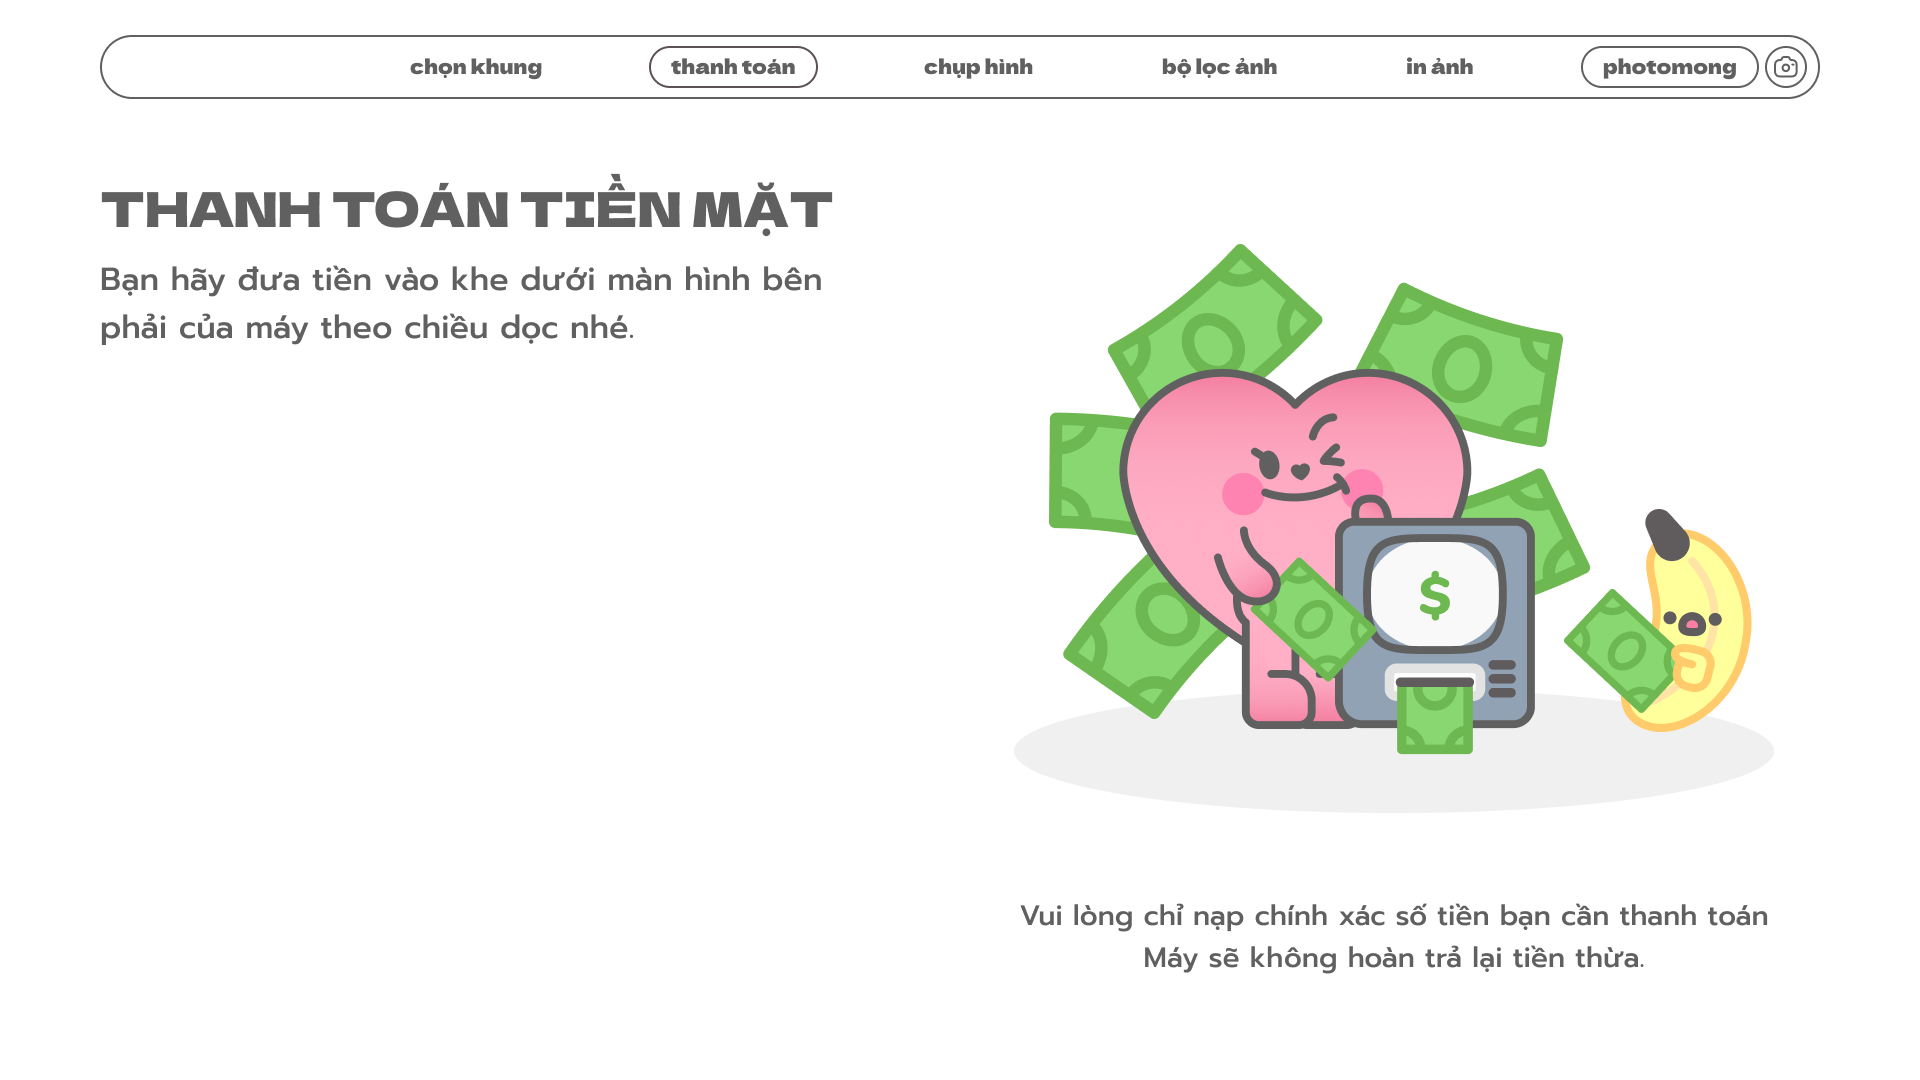 chọn khung
thanh toán
chụp hình
bộ lọc ảnh
in ảnh
photomong
THANH TOÁN TIỀN MẶT
Bạn hãy đưa tiền vào khe dưới màn hình bên
phải của máy theo chiều dọc nhé.
$
Vui lòng chỉ nạp chính xác số tiền bạn cần thanh toán
Máy sẽ không hoàn trả lại tiền thừa.